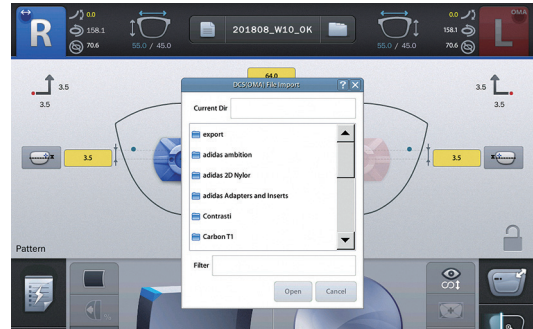 R
0.0
158.1
70.6
55.0 / 45.0
201808_W10_OK
55.0 / 45.0
0.0
158.1
70.6
OMA
L
64.0
3.5
3.5
3.5
3.5
3.5
3.5
DCS(OMA) File Import
? X
Current Dir
export
adidas ambition
adidas 2D Nylor
adidas Adapters and Inserts
Contrasti
Carbon T1
Filter
Open
Cancel
Pattern